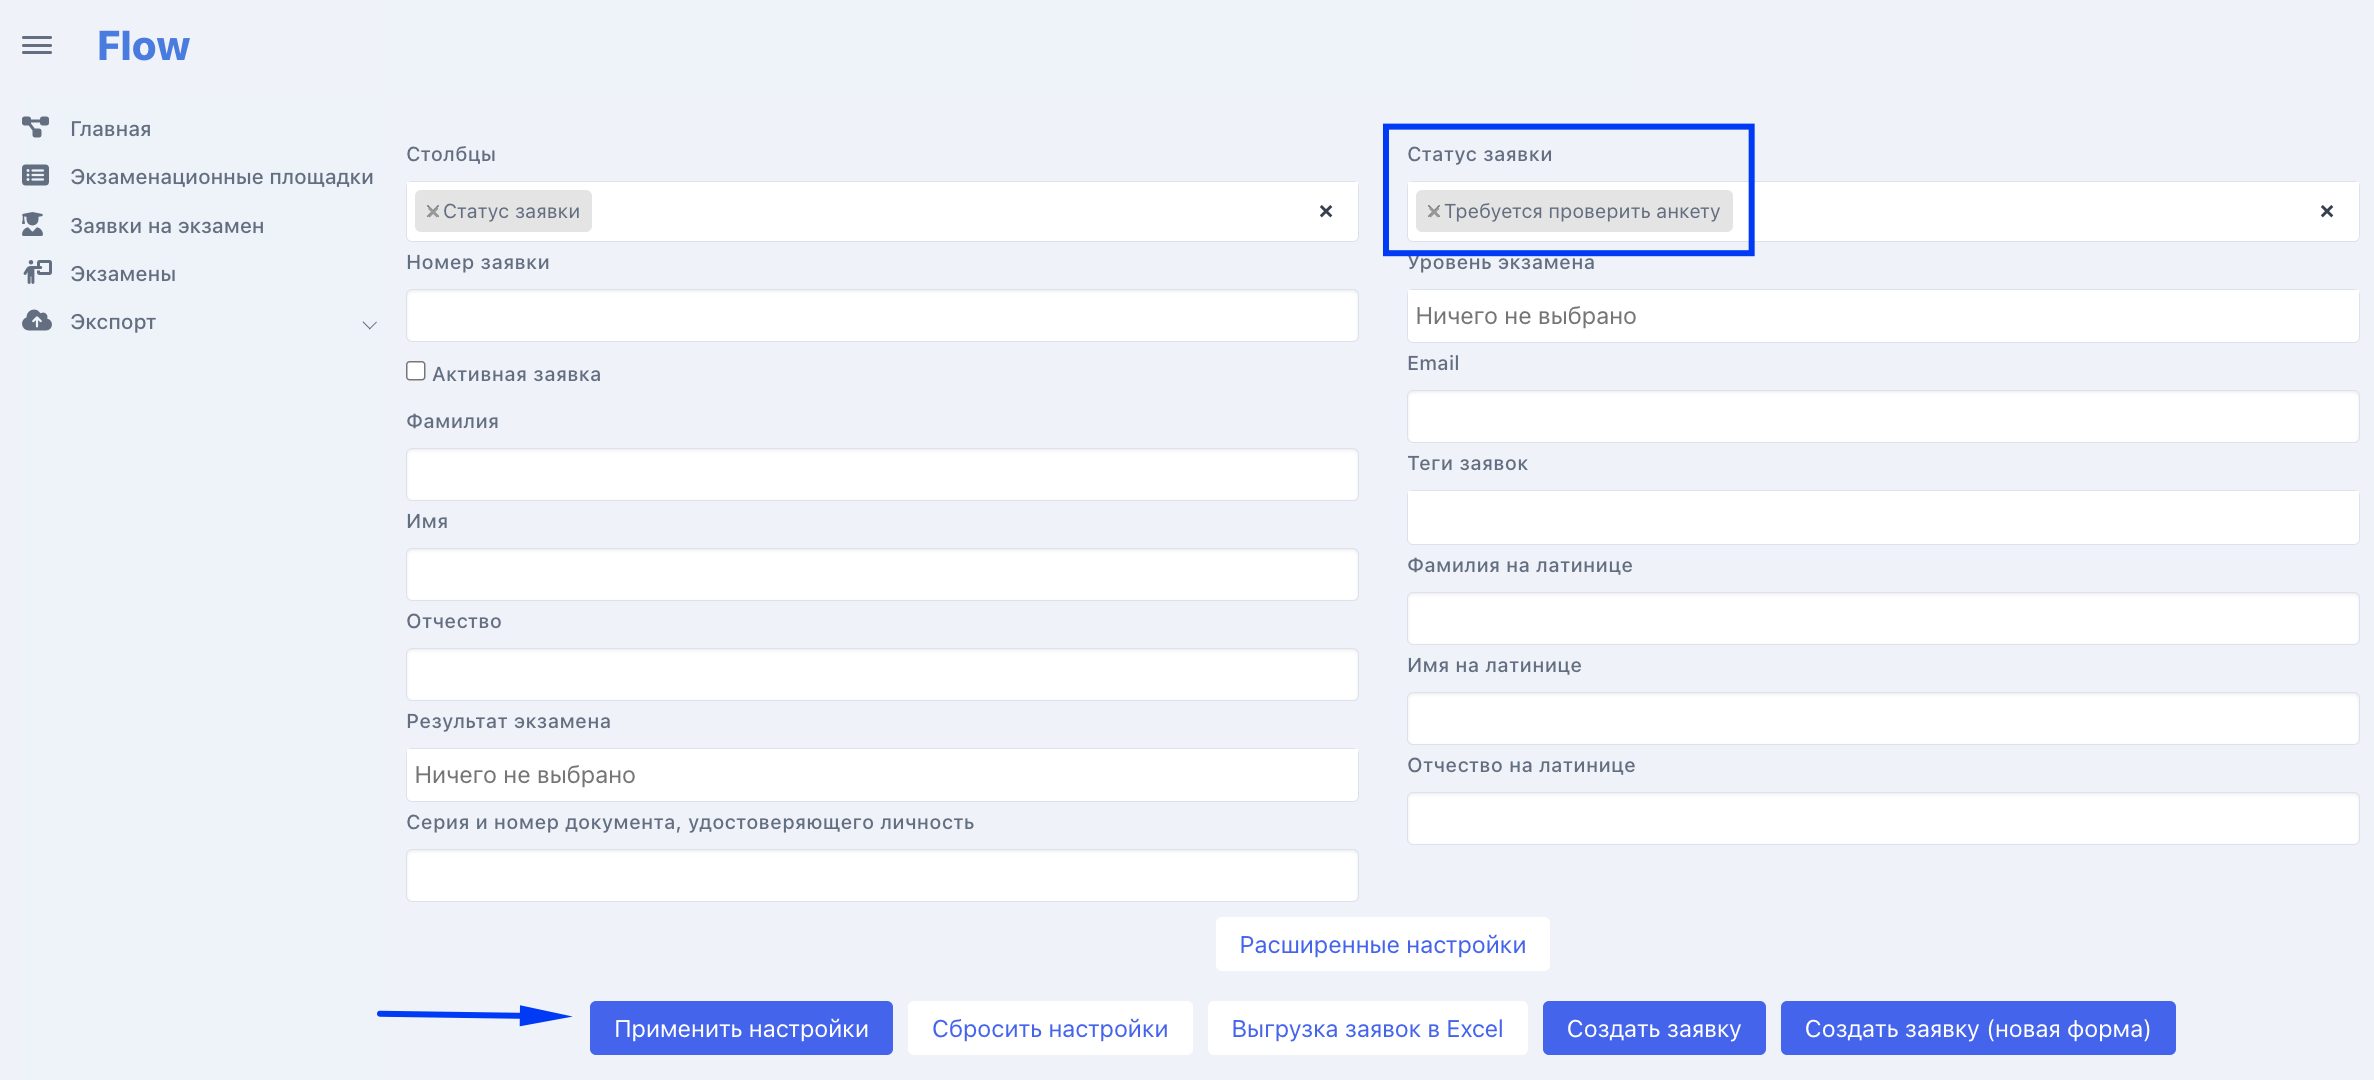 Flow
Главная
Экзаменационные площадки
Заявки на экзамен
Экзамены
Экспорт
Столбцы
Статус заявки
Номер заявки
Активная заявка
Фамилия
Имя
Отчество
Результат экзамена
Ничего не выбрано
Серия и номер документа, удостоверяющего личность
Статус заявки
Требуется проверить анкету
Уровень экзамена
Ничего не выбрано
Email
Теги заявок
Фамилия на латинице
Имя на латинице
Отчество на латинице
Расширенные настройки
Применить настройки
Сбросить настройки
Выгрузка заявок в Excel
Создать заявку
Создать заявку (новая форма)